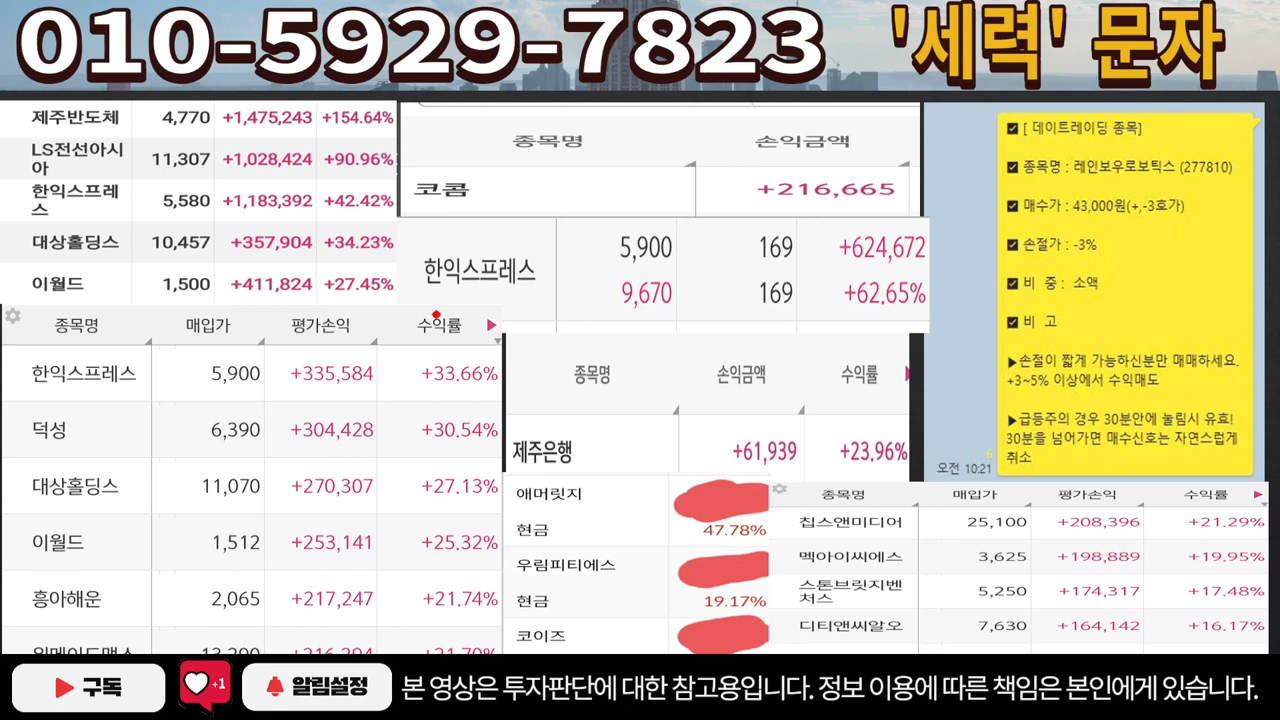 010-5929-7823 '세력' 문자
제주반도체 4,770 +1,475,243 +154.64%
LS전선아시
아 11,307 +1,028,424 +90.96%
한익스프레
스 5,580 +1,183,392 +42.42%
대상홀딩스 10,457 +357,904 +34.23%
이월드 1,500 +411,824 +27.45%
종목명 손익금액
코콤 +216,665
한익스프레스 5,900 169 +624,672
9,670 169 +62,65%
종목명 매입가 평가손익 수익률
한익스프레스 5,900 +335,584 +33.66%
덕성 6,390 +304,428 +30.54%
대상홀딩스 11,070 +270,307 +27.13%
이월드 1,512 +253,141 +25.32%
흥아해운 2,065 +217,247 +21.74%
종목명 손익금액 수익률
제주은행 +61,939 +23,96%
애머릿지
현금 47.78%
우림피티에스
현금 19.17%
코이즈
[ 데이트레이딩 종목]
종목명 : 레인보우로보틱스 (277810)
매수가 : 43,000원(+,-3호가)
손절가 : -3%
비 중 : 소액
비 고
▶손절이 짧게 가능하신분만 매매하세요.
+3~5% 이상에서 수익매도
▶급등주의 경우 30분안에 눌림시 유효!
30분을 넘어가면 매수신호는 자연스럽게
취소
6
오전 10:21
종목명 매입가 평가손익 수익률
칩스앤미디어 25,100 +208,396 +21.29%
멕아이씨에스 3,625 +198,889 +19.95%
스톤브릿지벤
처스 5,250 +174,317 +17.48%
디티앤씨알오 7,630 +164,142 +16.17%
구독 +1 알림설정 본 영상은 투자판단에 대한 참고용입니다. 정보 이용에 따른 책임은 본인에게 있습니다.